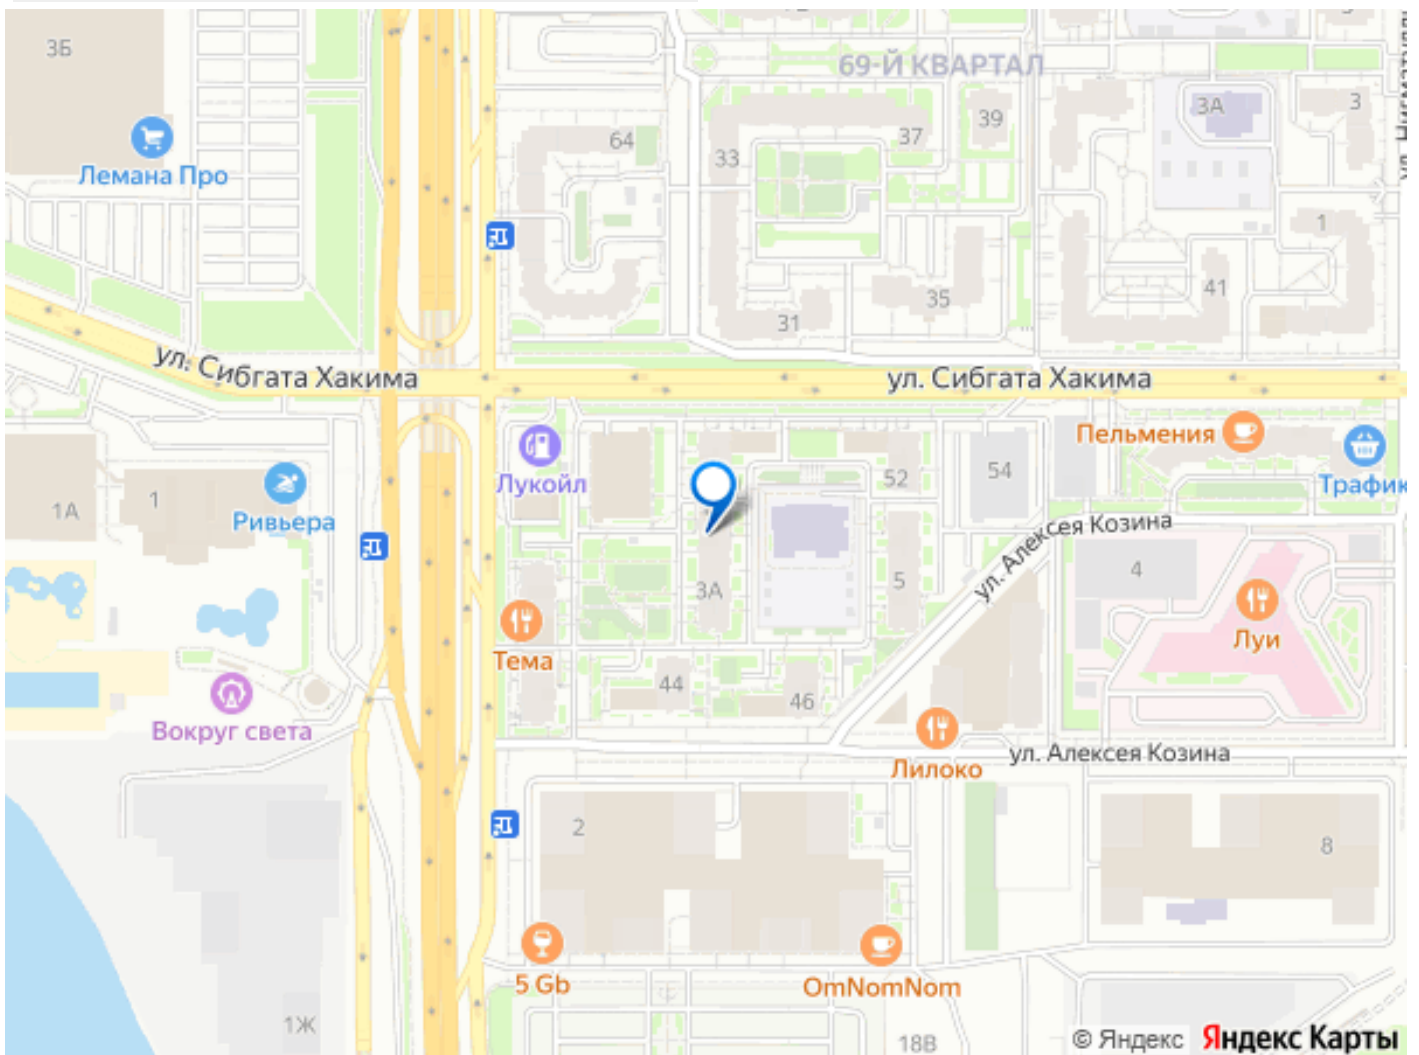 3Б
69-Й КВАРТАЛ
3А
3
39
37
64
33
Лемана Про
1
41
35
31
ул. Сибгата Хакима
ул. Сибгата Хакима
Пельмения
Лукойл
52
54
Трафик
1А
1
Ривьера
ул. Алексея Козина
4
5
3А
Луи
Тема
44
46
Вокруг света
Лилоко
ул. Алексея Козина
2
8
5 Gb
OmNomNom
1Ж
18В
© Яндекс Яндекс Карты